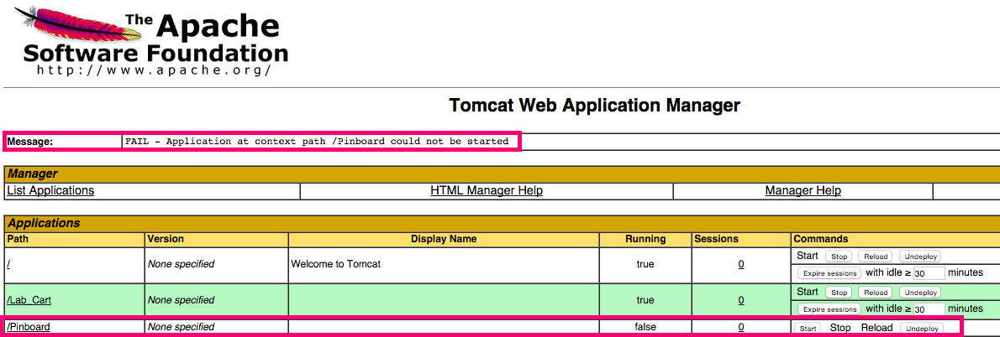 The Apache
Software Foundation
http://www.apache.org/
Tomcat Web Application Manager
Message: FAIL - Application at context path /Pinboard could not be started
Manager
List Applications HTML Manager Help Manager Help
Applications
Path Version Display Name Running Sessions Commands
/ None specified Welcome to Tomcat true 0 Start Stop Reload Undeploy
Expire sessions with idle ≥ 30 minutes
/Lab_Cart None specified true 0 Start Stop Reload Undeploy
Expire sessions with idle ≥ 30 minutes
/Pinboard None specified false 0 Start Stop Reload Undeploy